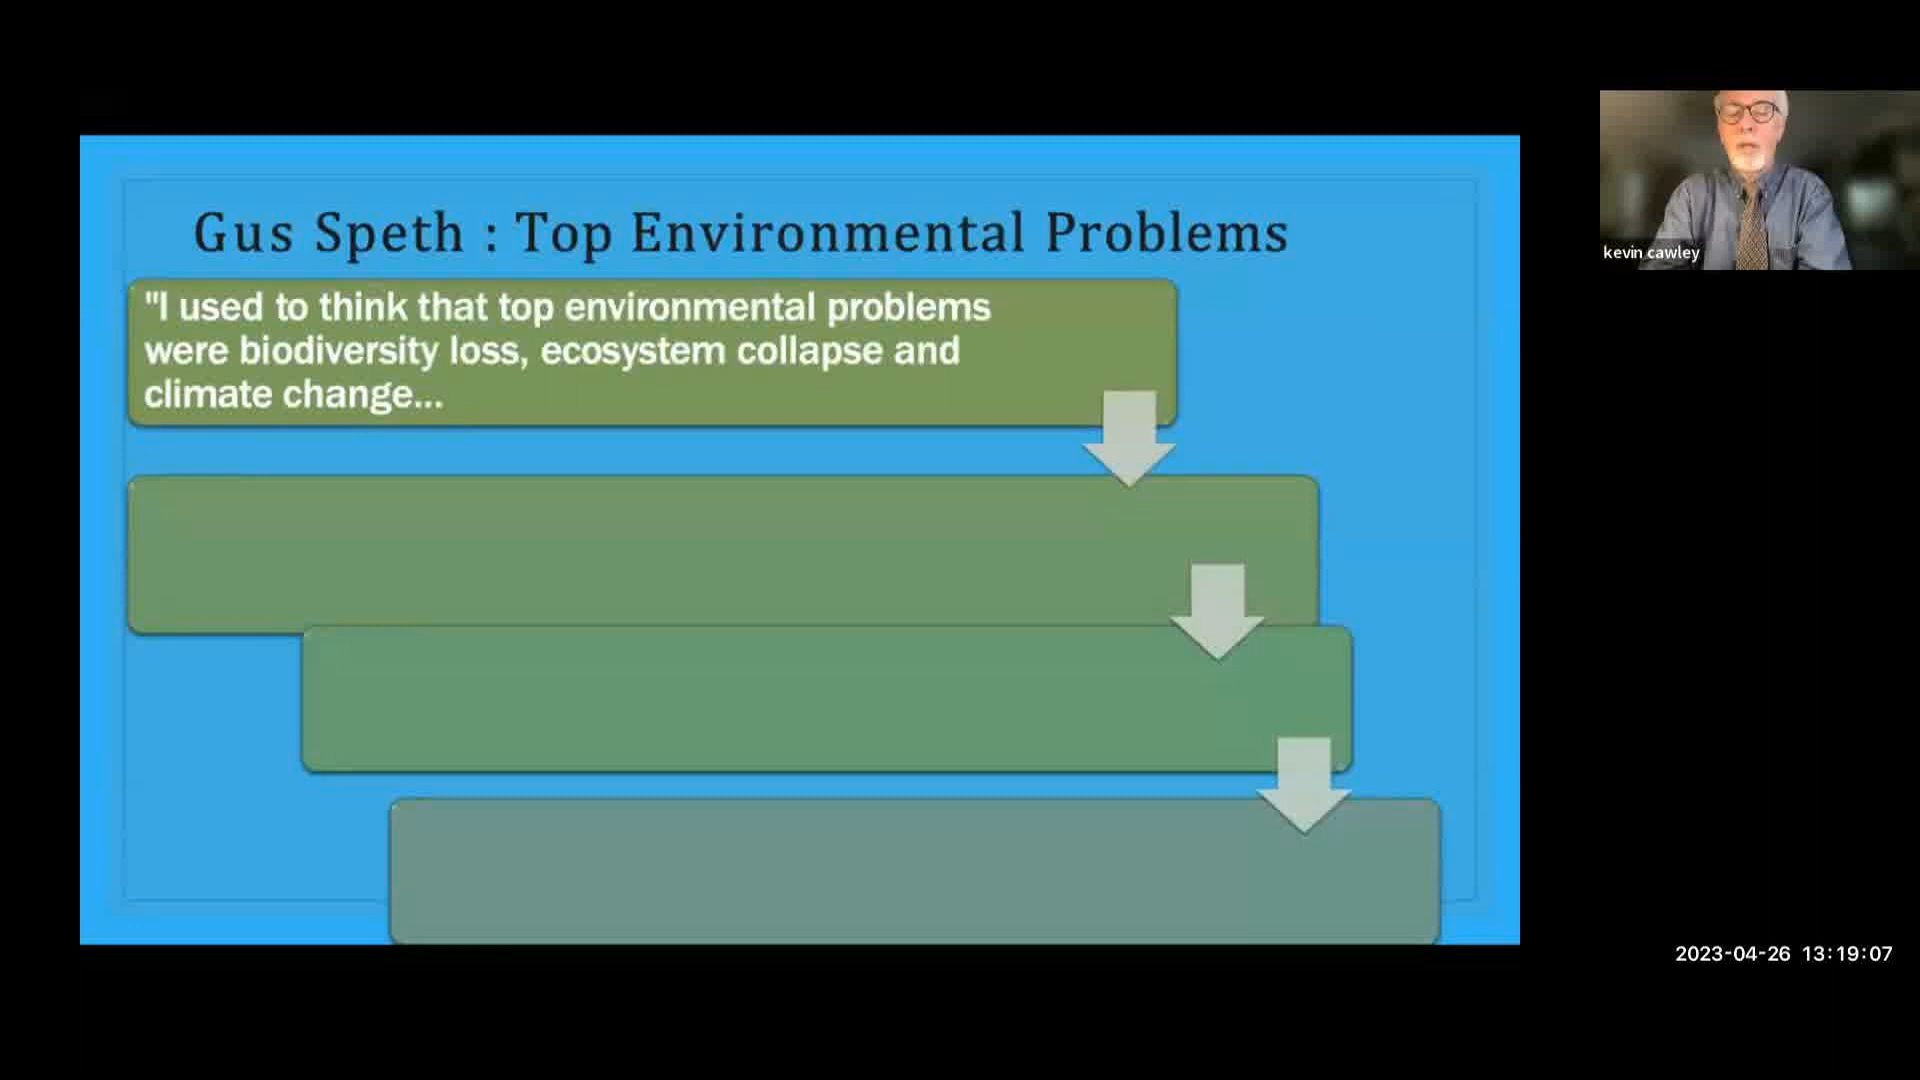 Gus Speth : Top Environmental Problems
"I used to think that top environmental problems
were biodiversity loss, ecosystem collapse and
climate change...
kevin cawley
2023-04-26 13:19:07